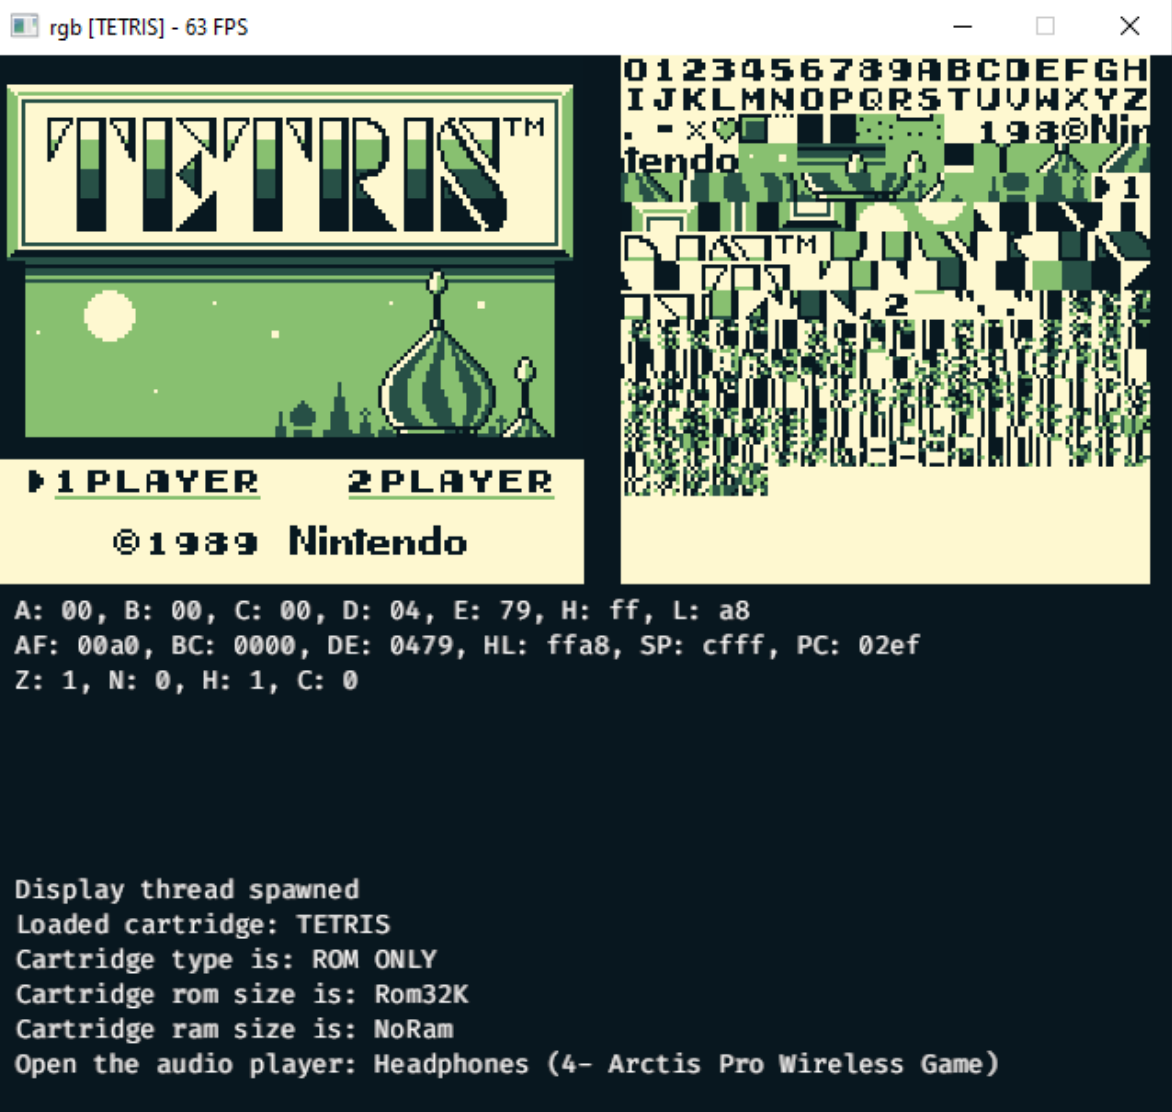 rgb [TETRIS] - 63 FPS
TETRIS™
1PLAYER 2PLAYER
©1989 Nintendo
0123456789ABCDEFGH
IJKLMNOPQRSTUVWXYZ
. - × ♥ 198©Nin
tendo
1
TM
2
A: 00, B: 00, C: 00, D: 04, E: 79, H: ff, L: a8
AF: 00a0, BC: 0000, DE: 0479, HL: ffa8, SP: cfff, PC: 02ef
Z: 1, N: 0, H: 1, C: 0
Display thread spawned
Loaded cartridge: TETRIS
Cartridge type is: ROM ONLY
Cartridge rom size is: Rom32K
Cartridge ram size is: NoRam
Open the audio player: Headphones (4- Arctis Pro Wireless Game)